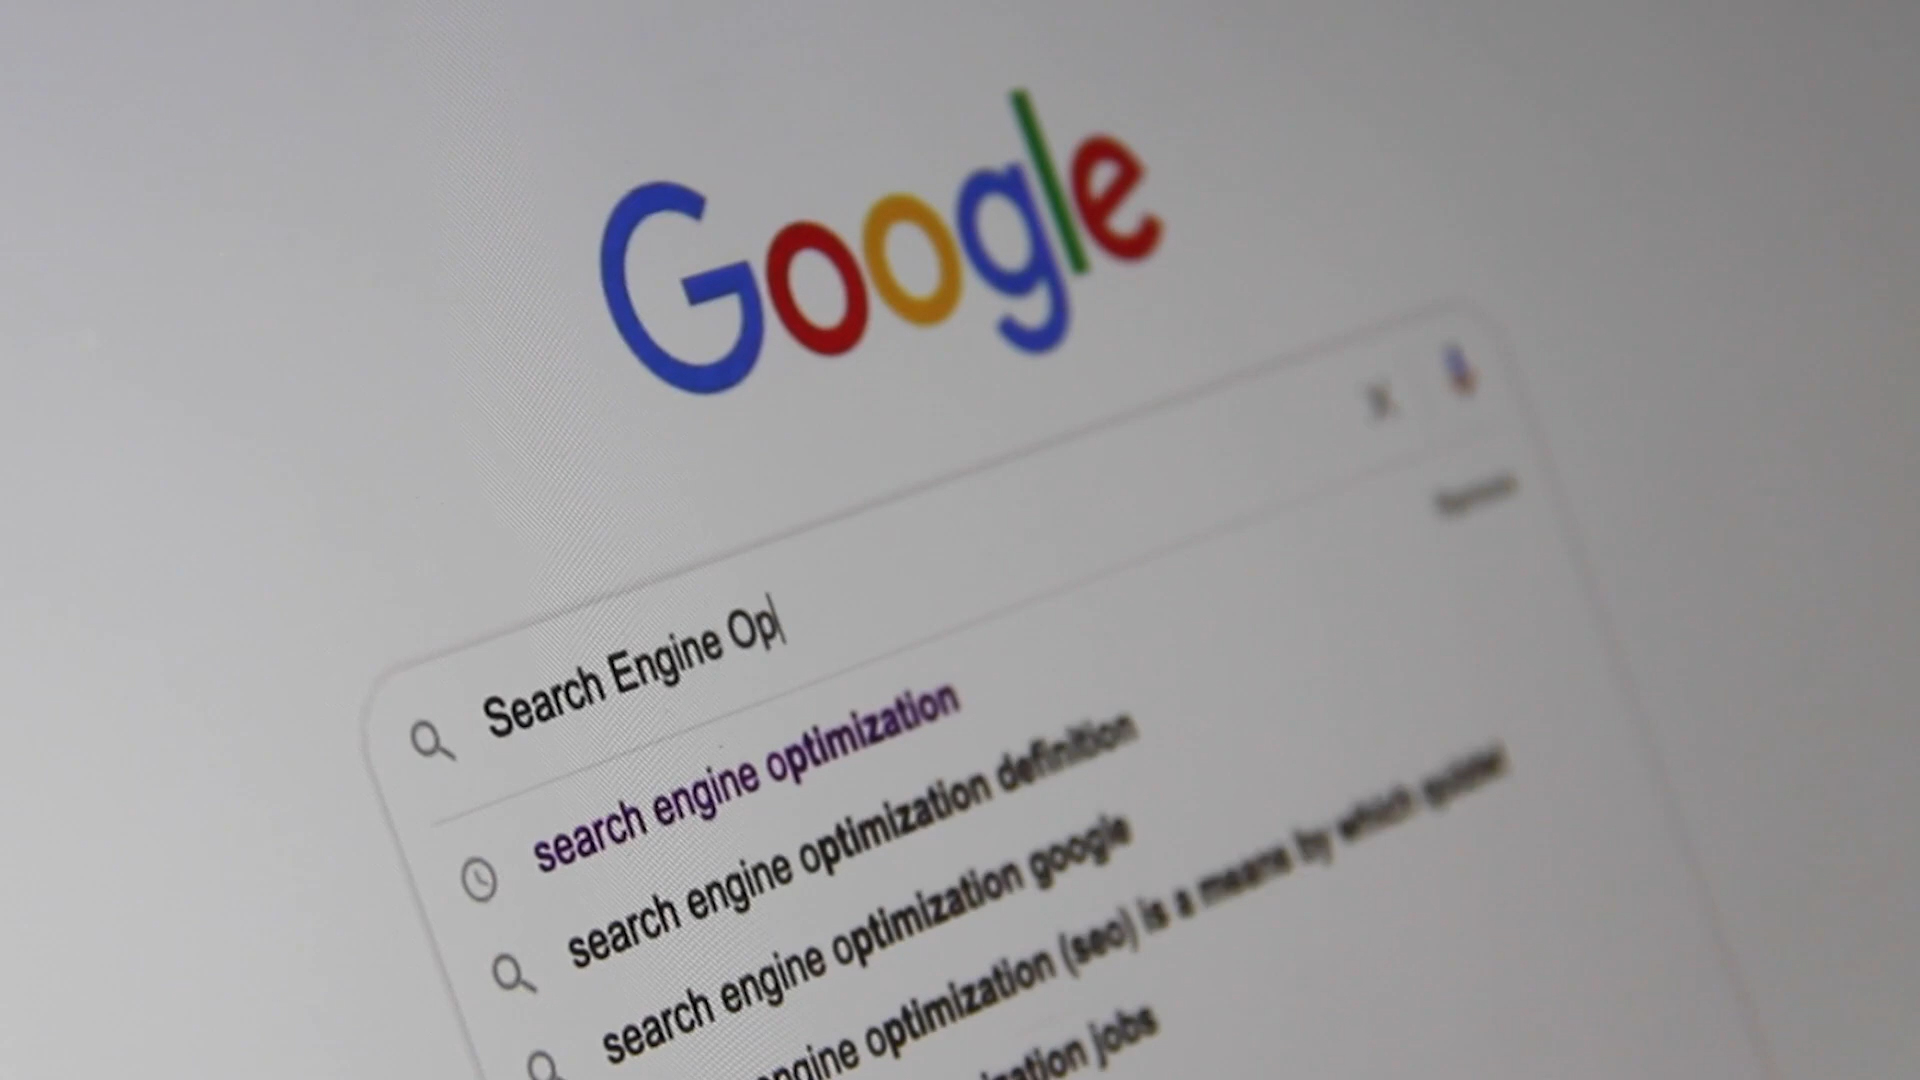 Google
Search Engine Op
search engine optimization
search engine optimization definition
search engine optimization google
engine optimization (seo) is a means by which
jobs